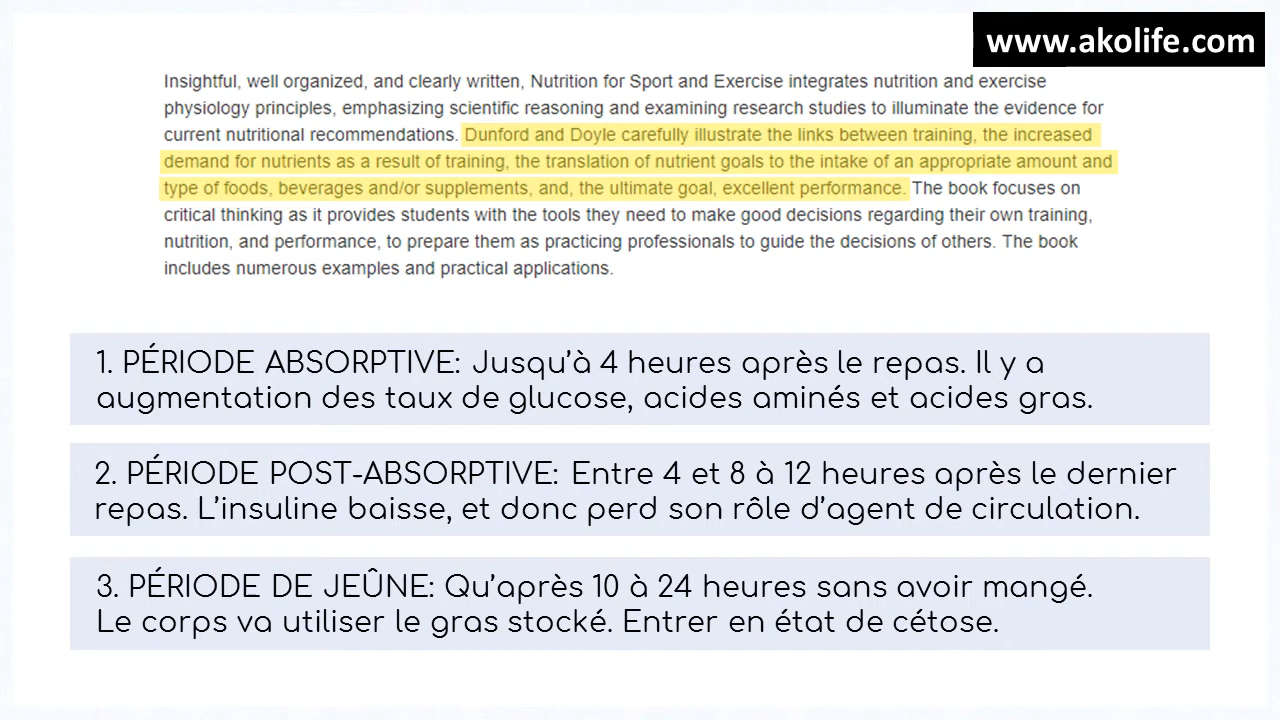 www.akolife.com
Insightful, well organized, and clearly written, Nutrition for Sport and Exercise integrates nutrition and exercise
physiology principles, emphasizing scientific reasoning and examining research studies to illuminate the evidence for
current nutritional recommendations. Dunford and Doyle carefully illustrate the links between training, the increased
demand for nutrients as a result of training, the translation of nutrient goals to the intake of an appropriate amount and
type of foods, beverages and/or supplements, and, the ultimate goal, excellent performance. The book focuses on
critical thinking as it provides students with the tools they need to make good decisions regarding their own training,
nutrition, and performance, to prepare them as practicing professionals to guide the decisions of others. The book
includes numerous examples and practical applications.
1. PÉRIODE ABSORPTIVE: Jusqu'à 4 heures après le repas. Il y a
augmentation des taux de glucose, acides aminés et acides gras.
2. PÉRIODE POST-ABSORPTIVE: Entre 4 et 8 à 12 heures après le dernier
repas. L'insuline baisse, et donc perd son rôle d'agent de circulation.
3. PÉRIODE DE JEÛNE: Qu'après 10 à 24 heures sans avoir mangé.
Le corps va utiliser le gras stocké. Entrer en état de cétose.